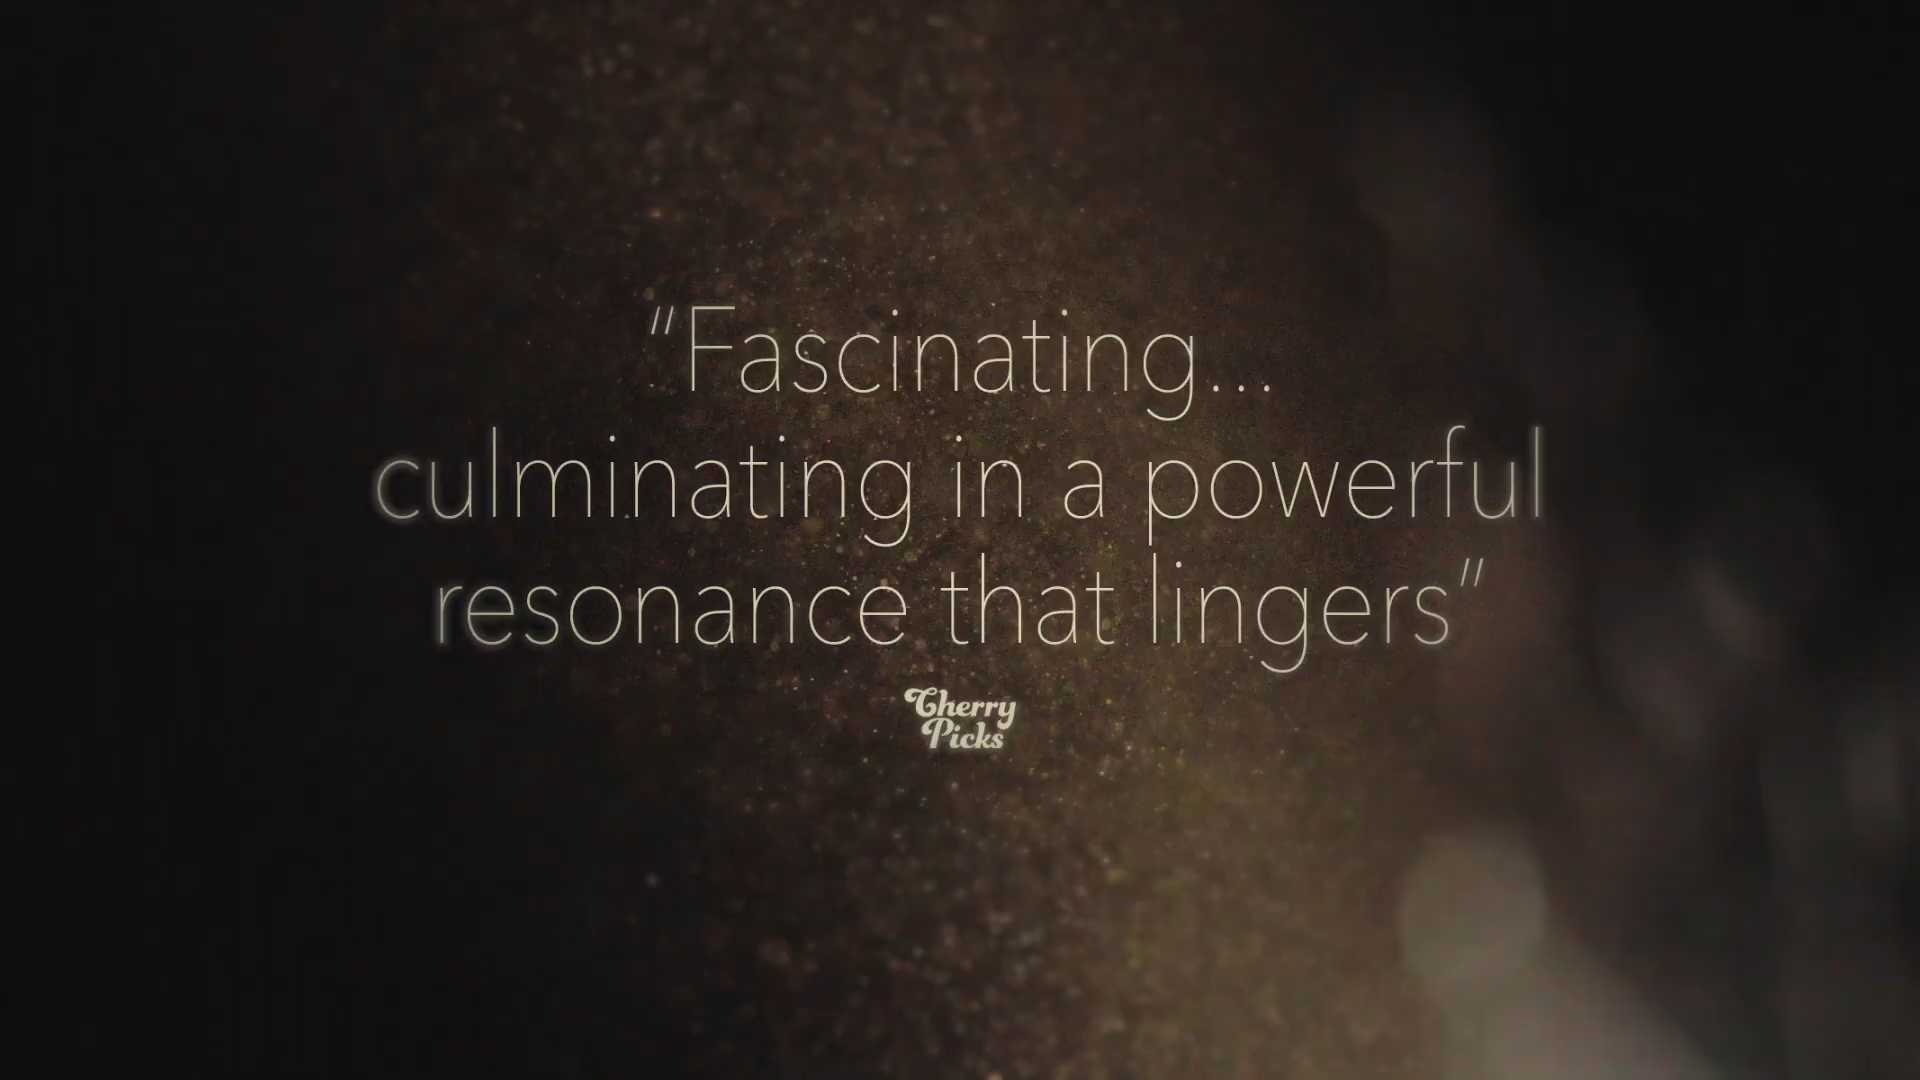 “Fascinating...
culminating in a powerful
resonance that lingers”
Cherry
Picks